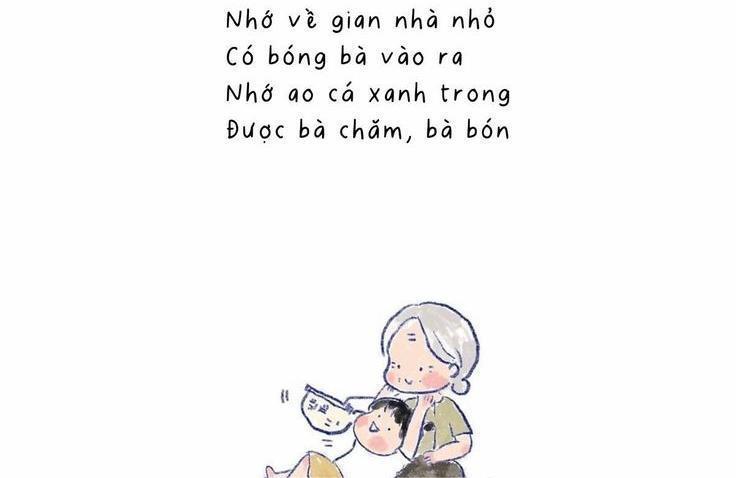 Nhớ về gian nhà nhỏ
Có bóng bà vào ra
Nhớ ao cá xanh trong
Được bà chăm, bà bón